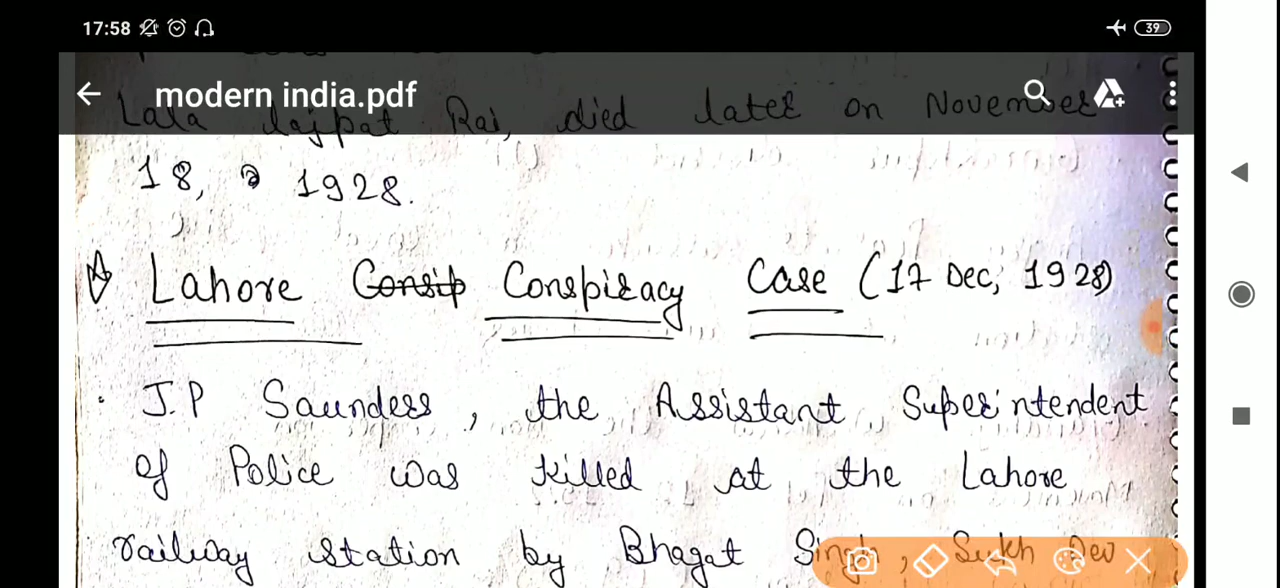 17:58 39
modern india.pdf
Lala Lajpat Rai, died later on November
18, 1928.
Lahore Consip Conspiracy Case (17 Dec, 1928)
J.P Saunders, the Assistant Superintendent
of Police was killed at the Lahore
railway station by Bhagat Singh, Sukh Dev